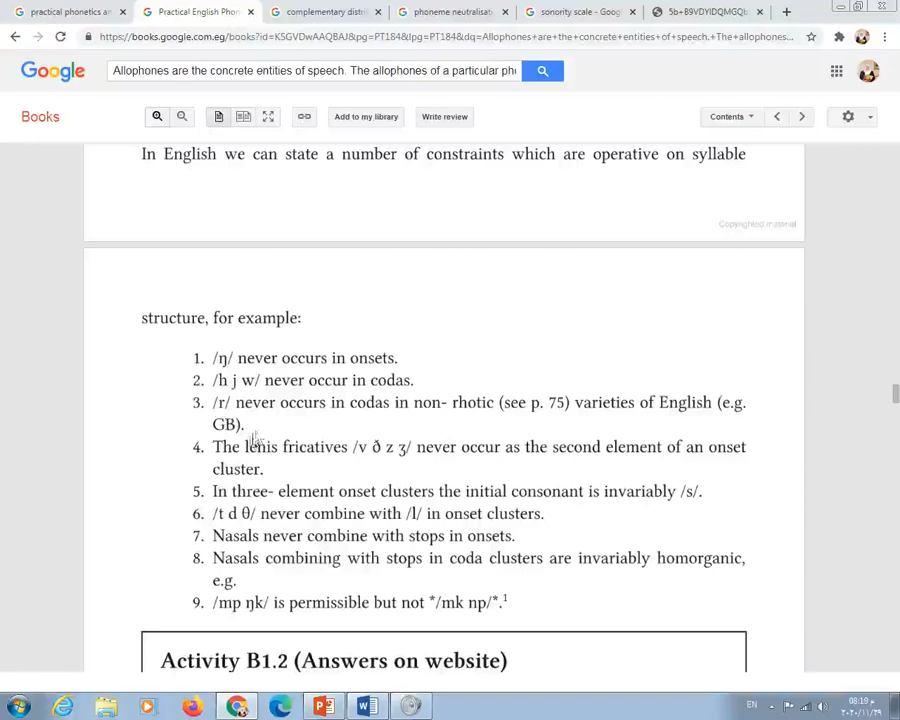 practical phonetics an
Practical English Phon
complementary distri
phoneme neutralisat
sonority scale - Goog
5b+B9VDYIDQMGQb
https://books.google.com.eg/books?id=KSGVDwAAQBAJ&pg=PT184&lpg=PT184&dq=Allophones+are+the+concrete+entities+of+speech.+The+allophones...
Google
Allophones are the concrete entities of speech. The allophones of a particular pho
Books
Add to my library
Write review
Contents
In English we can state a number of constraints which are operative on syllable
Copyrighted material
structure, for example:
1. /ŋ/ never occurs in onsets.
2. /h j w/ never occur in codas.
3. /r/ never occurs in codas in non- rhotic (see p. 75) varieties of English (e.g.
GB).
4. The lenis fricatives /v ð z ʒ/ never occur as the second element of an onset
cluster.
5. In three- element onset clusters the initial consonant is invariably /s/.
6. /t d θ/ never combine with /l/ in onset clusters.
7. Nasals never combine with stops in onsets.
8. Nasals combining with stops in coda clusters are invariably homorganic,
e.g.
9. /mp ŋk/ is permissible but not */mk np/*.1
Activity B1.2 (Answers on website)
EN
08:19 م
٢٠٢٠/١١/٢٩